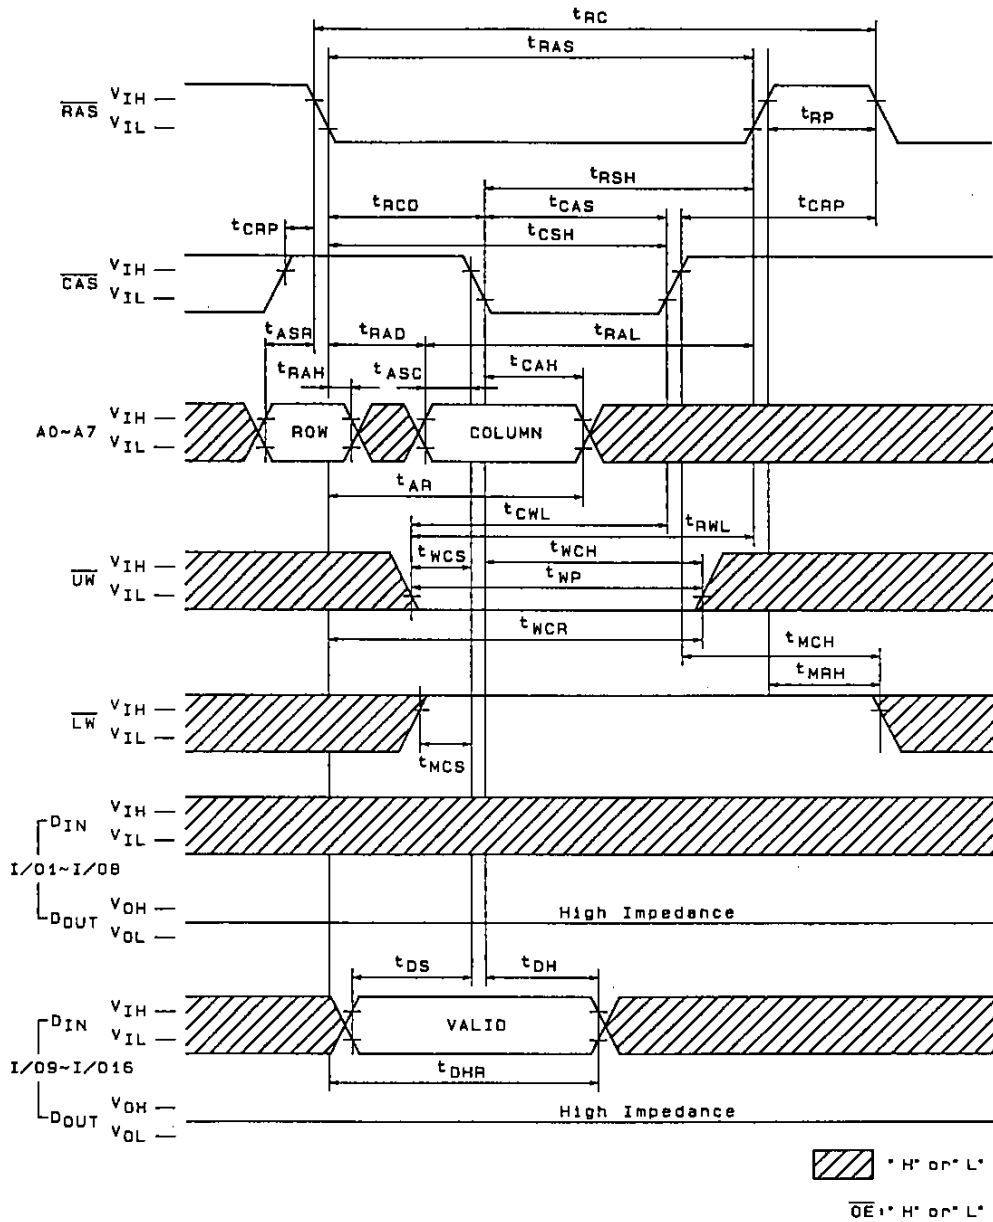 tRC
tRAS
RAS VIH
VIL
tRP
tRSH
tRCD tCAS tCRP
tCRP tCSH
CAS VIH
VIL
tASR tRAD tRAL
tRAH tASC tCAH
A0~A7 VIH
VIL
ROW COLUMN
tAR
tCWL
tRWL
tWCS tWCH
UW VIH
VIL
tWP
tWCR
tMCH
tMRH
LW VIH
VIL
tMCS
DIN VIH
VIL
I/O1~I/O8
DOUT VOH
VOL
High Impedance
tDS tDH
DIN VIH
VIL
VALID
I/O9~I/O16
tDHR
DOUT VOH
VOL
High Impedance
"H" or "L"
OE: "H" or "L"